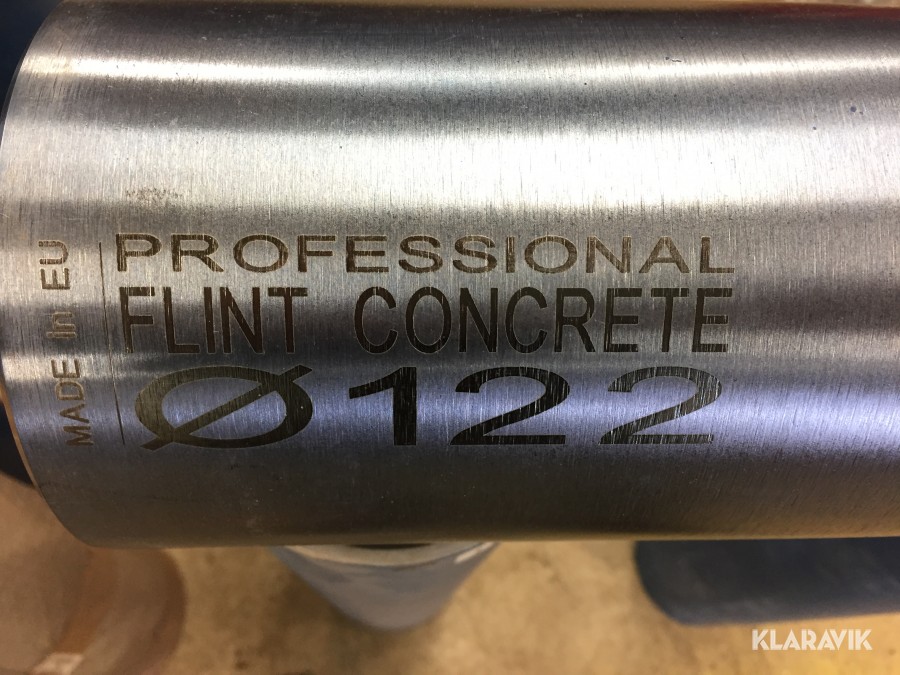 MADE in EU
PROFESSIONAL
FLINT CONCRETE
Ø122
KLARAVIK